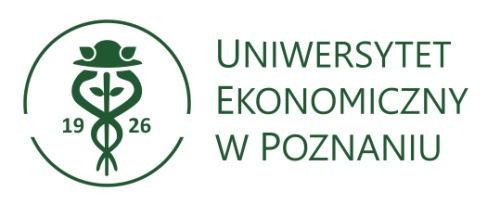 19 26
UNIWERSYTET
EKONOMICZNY
W POZNANIU